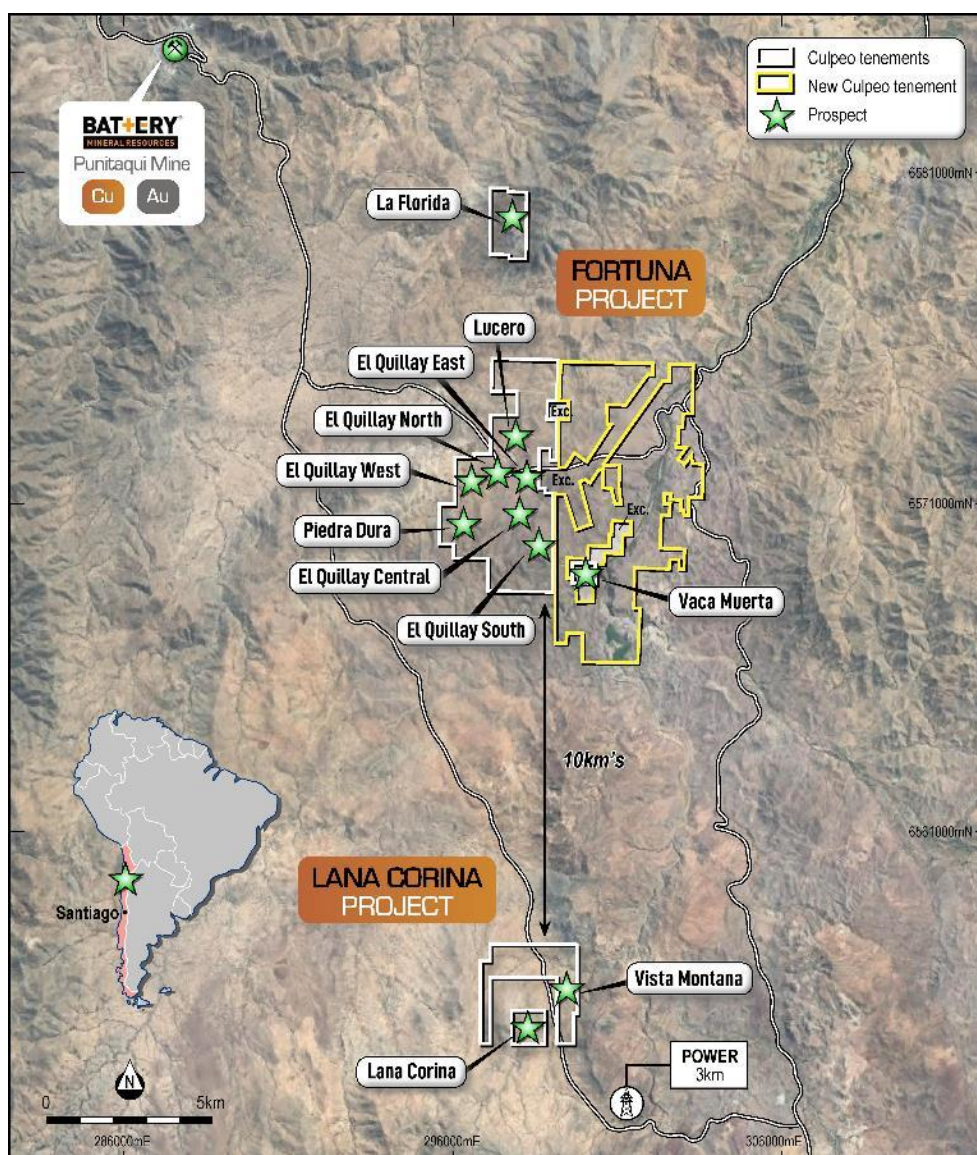 Culpeo tenements
New Culpeo tenement
Prospect
BAT+ERY
MINERAL RESOURCES
Punitaqui Mine
Cu
Au
6581000mN
La Florida
FORTUNA
PROJECT
Lucero
El Quillay East
El Quillay North
Exc.
El Quillay West
Exc.
6571000mN
Exc.
Piedra Dura
El Quillay Central
Vaca Muerta
El Quillay South
10km's
6561000mN
LANA CORINA
PROJECT
Santiago
Vista Montana
Lana Corina
POWER
3km
N
0
5km
286000mE
296000mE
306000mE